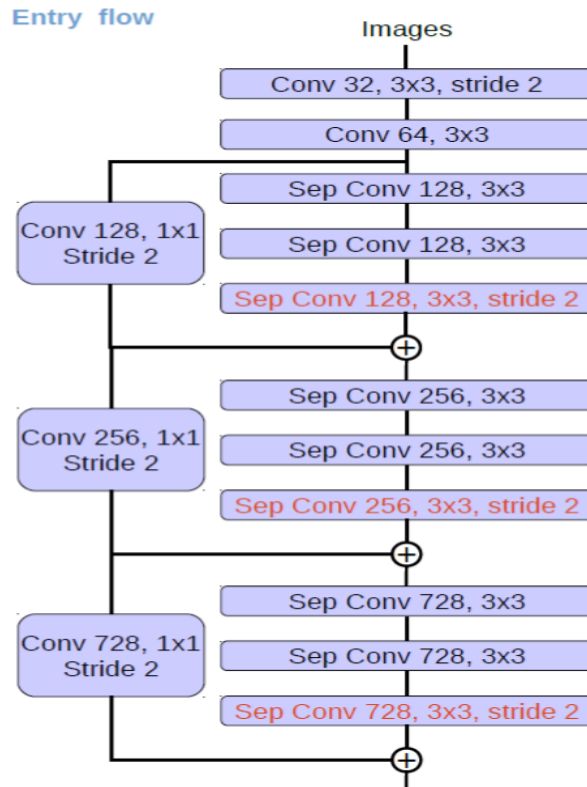 Entry flow
Images
Conv 32, 3x3, stride 2
Conv 64, 3x3
Sep Conv 128, 3x3
Conv 128, 1x1
Stride 2
Sep Conv 128, 3x3
Sep Conv 128, 3x3, stride 2
+
Sep Conv 256, 3x3
Conv 256, 1x1
Stride 2
Sep Conv 256, 3x3
Sep Conv 256, 3x3, stride 2
+
Sep Conv 728, 3x3
Conv 728, 1x1
Stride 2
Sep Conv 728, 3x3
Sep Conv 728, 3x3, stride 2
+